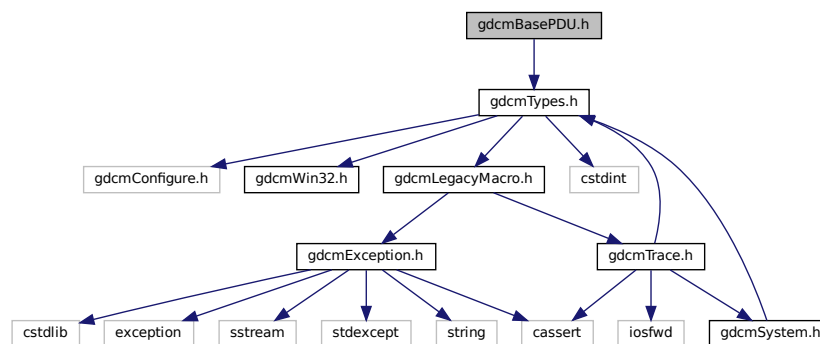 gdcmBasePDU.h
gdcmTypes.h
gdcmConfigure.h
gdcmWin32.h
gdcmLegacyMacro.h
cstdint
gdcmException.h
gdcmTrace.h
cstdlib
exception
sstream
stdexcept
string
cassert
iosfwd
gdcmSystem.h